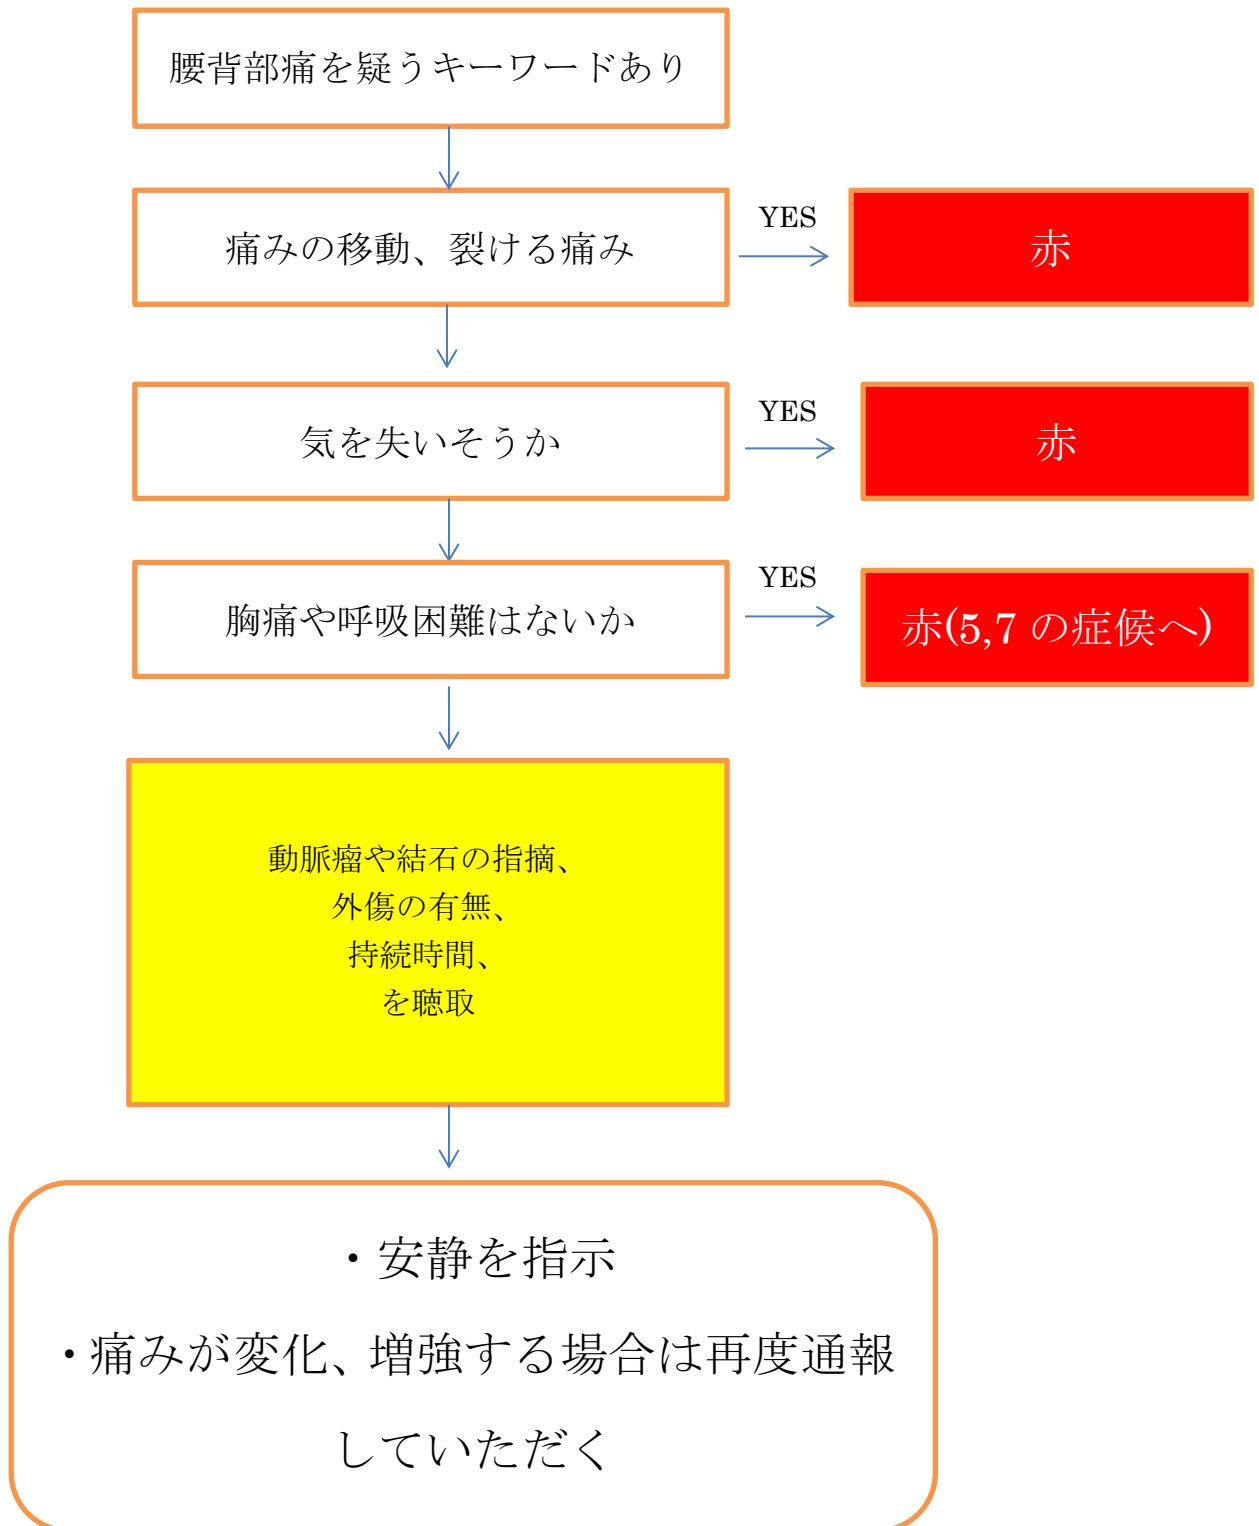 腰背部痛を疑うキーワードあり
痛みの移動、裂ける痛み
YES
赤
気を失いそうか
YES
赤
胸痛や呼吸困難はないか
YES
赤(5,7 の症候へ)
動脈瘤や結石の指摘、
外傷の有無、
持続時間、
を聴取
・安静を指示
・痛みが変化、増強する場合は再度通報
していただく